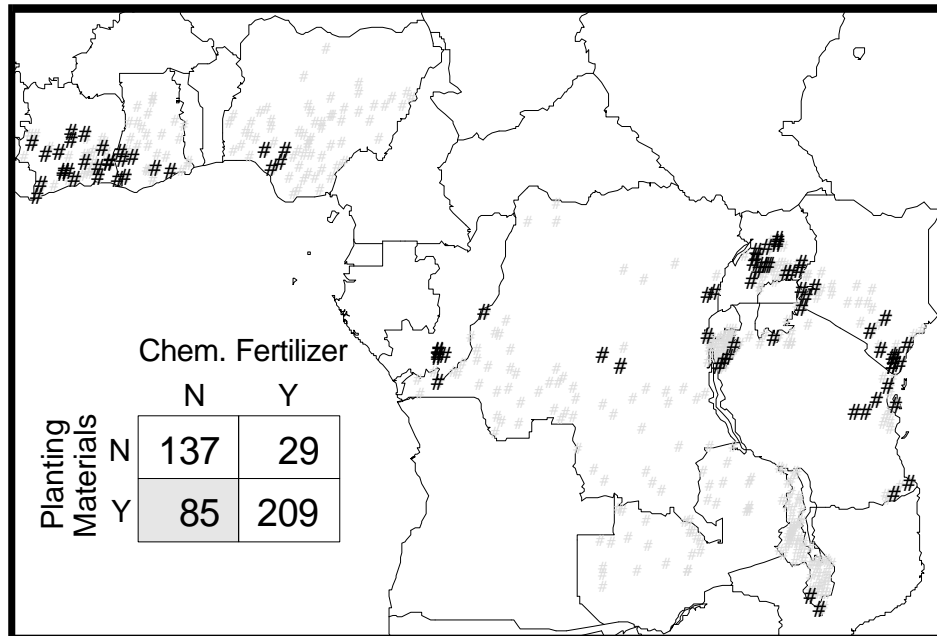 Chem. Fertilizer
N Y
Planting
Materials
N 137 29
Y 85 209